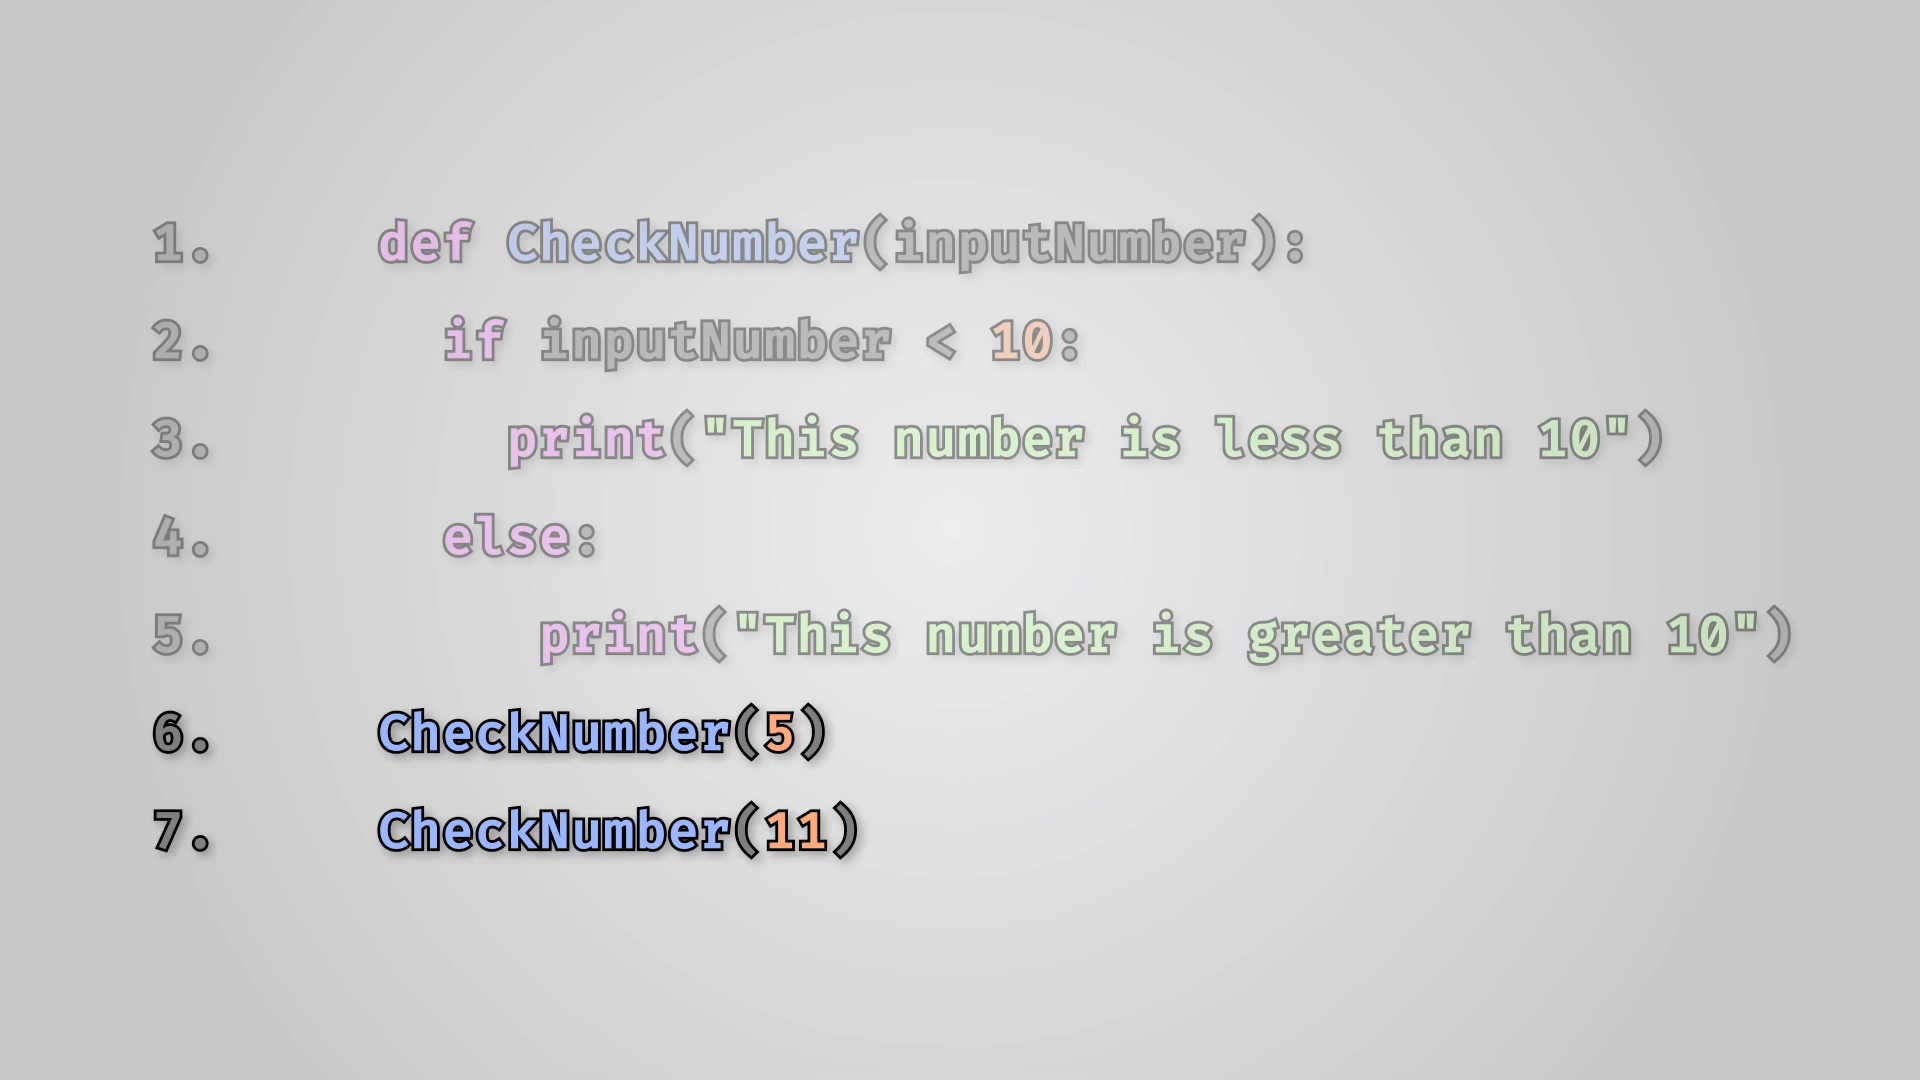 1. def CheckNumber(inputNumber):
2. if inputNumber < 10:
3. print("This number is less than 10")
4. else:
5. print("This number is greater than 10")
6. CheckNumber(5)
7. CheckNumber(11)